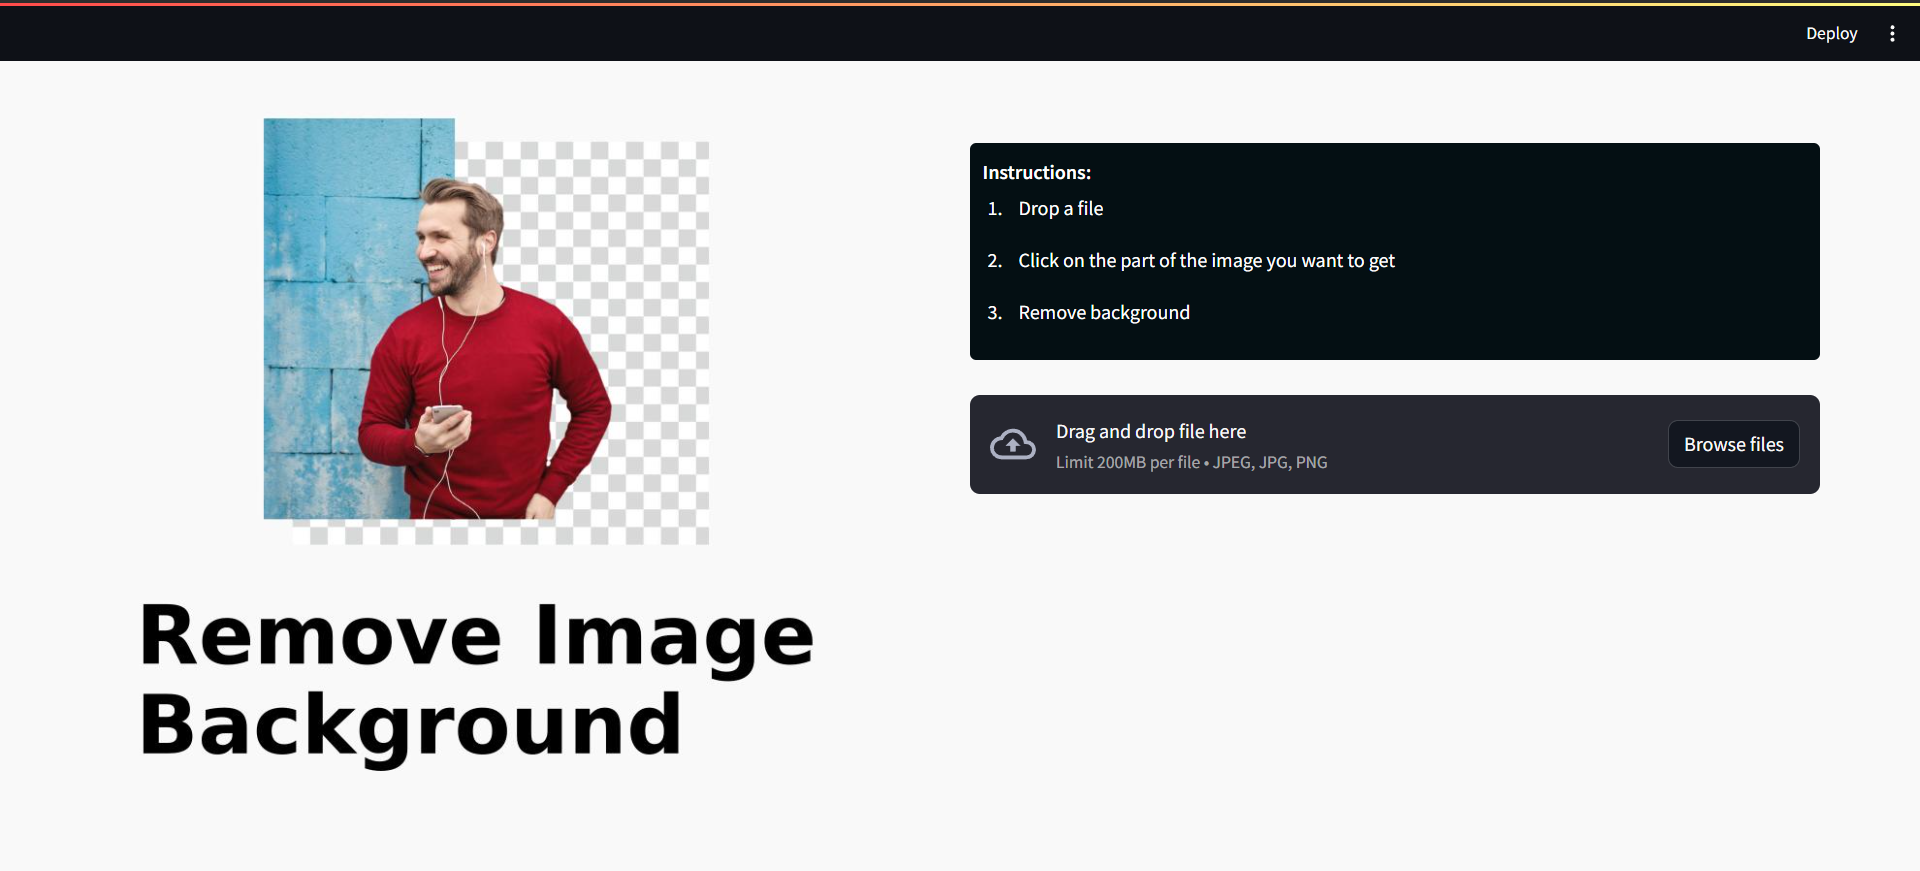 Deploy
Remove Image
Background
Instructions:
1. Drop a file
2. Click on the part of the image you want to get
3. Remove background
Drag and drop file here
Limit 200MB per file • JPEG, JPG, PNG
Browse files